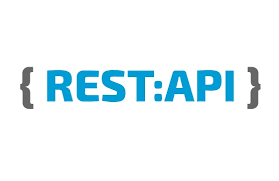 { REST:API }